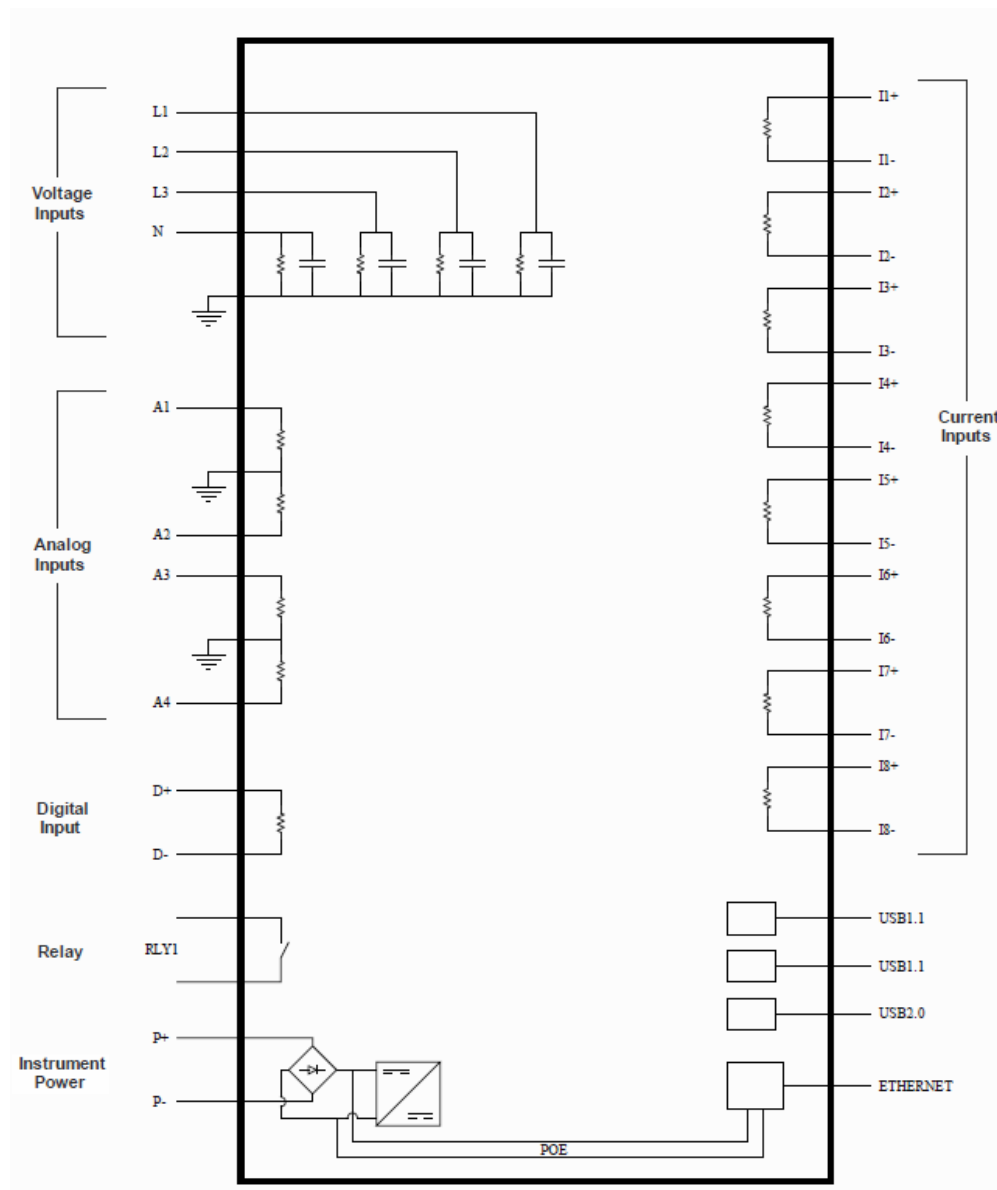 Voltage
Inputs
L1
L2
L3
N
Analog
Inputs
A1
A2
A3
A4
Digital
Input
D+
D-
Relay
RLY1
Instrument
Power
P+
P-
POE
I1+
I1-
I2+
I2-
I3+
I3-
I4+
I4-
I5+
I5-
I6+
I6-
I7+
I7-
I8+
I8-
Current
Inputs
USB1.1
USB1.1
USB2.0
ETHERNET